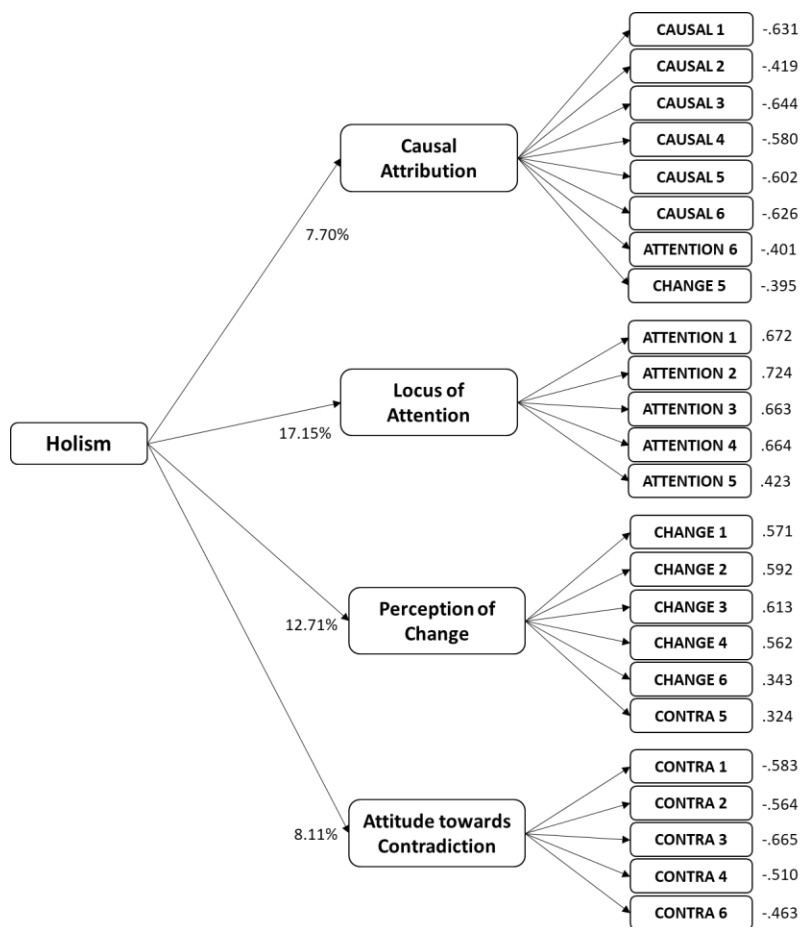 CAUSAL 1 -.631
CAUSAL 2 -.419
CAUSAL 3 -.644
CAUSAL 4 -.580
CAUSAL 5 -.602
CAUSAL 6 -.626
ATTENTION 6 -.401
CHANGE 5 -.395
Causal
Attribution
7.70%
ATTENTION 1 .672
ATTENTION 2 .724
ATTENTION 3 .663
ATTENTION 4 .664
ATTENTION 5 .423
Locus of
Attention
17.15%
Holism
CHANGE 1 .571
CHANGE 2 .592
CHANGE 3 .613
CHANGE 4 .562
CHANGE 6 .343
CONTRA 5 .324
Perception of
Change
12.71%
CONTRA 1 -.583
CONTRA 2 -.564
CONTRA 3 -.665
CONTRA 4 -.510
CONTRA 6 -.463
Attitude towards
Contradiction
8.11%